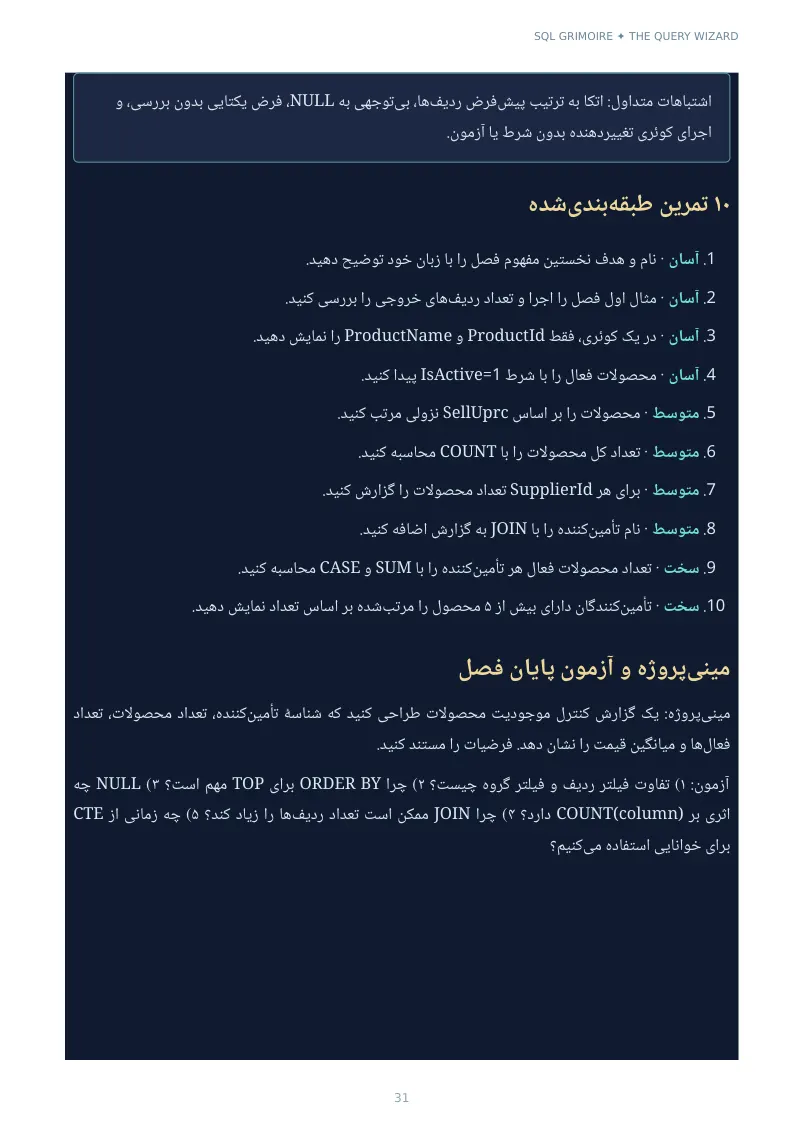 SQL GRIMOIRE ✦ THE QUERY WIZARD
اشتباهات متداول: اتکا به ترتیب پیش‌فرض ردیف‌ها، بی‌توجهی به NULL، فرض یکتایی بدون بررسی، و
اجرای کوئری تغییردهنده بدون شرط یا آزمون.
۱۰ تمرین طبقه‌بندی‌شده
1. آسان · نام و هدف نخستین مفهوم فصل را با زبان خود توضیح دهید.
2. آسان · مثال اول فصل را اجرا و تعداد ردیف‌های خروجی را بررسی کنید.
3. آسان · در یک کوئری، فقط ProductId و ProductName را نمایش دهید.
4. آسان · محصولات فعال را با شرط IsActive=1 پیدا کنید.
5. متوسط · محصولات را بر اساس SellUprc نزولی مرتب کنید.
6. متوسط · تعداد کل محصولات را با COUNT محاسبه کنید.
7. متوسط · برای هر SupplierId تعداد محصولات را گزارش کنید.
8. متوسط · نام تأمین‌کننده را با JOIN به گزارش اضافه کنید.
9. سخت · تعداد محصولات فعال هر تأمین‌کننده را با SUM و CASE محاسبه کنید.
10. سخت · تأمین‌کنندگان دارای بیش از ۵ محصول را مرتب‌شده بر اساس تعداد نمایش دهید.
مینی‌پروژه و آزمون پایان فصل
مینی‌پروژه: یک گزارش کنترل موجودیت محصولات طراحی کنید که شناسهٔ تأمین‌کننده، تعداد محصولات، تعداد
فعال‌ها و میانگین قیمت را نشان دهد. فرضیات را مستند کنید.
آزمون: ۱) تفاوت فیلتر ردیف و فیلتر گروه چیست؟ ۲) چرا ORDER BY برای TOP مهم است؟ ۳) NULL چه
اثری بر COUNT(column) دارد؟ ۴) چرا JOIN ممکن است تعداد ردیف‌ها را زیاد کند؟ ۵) چه زمانی از CTE
برای خوانایی استفاده می‌کنیم؟
31